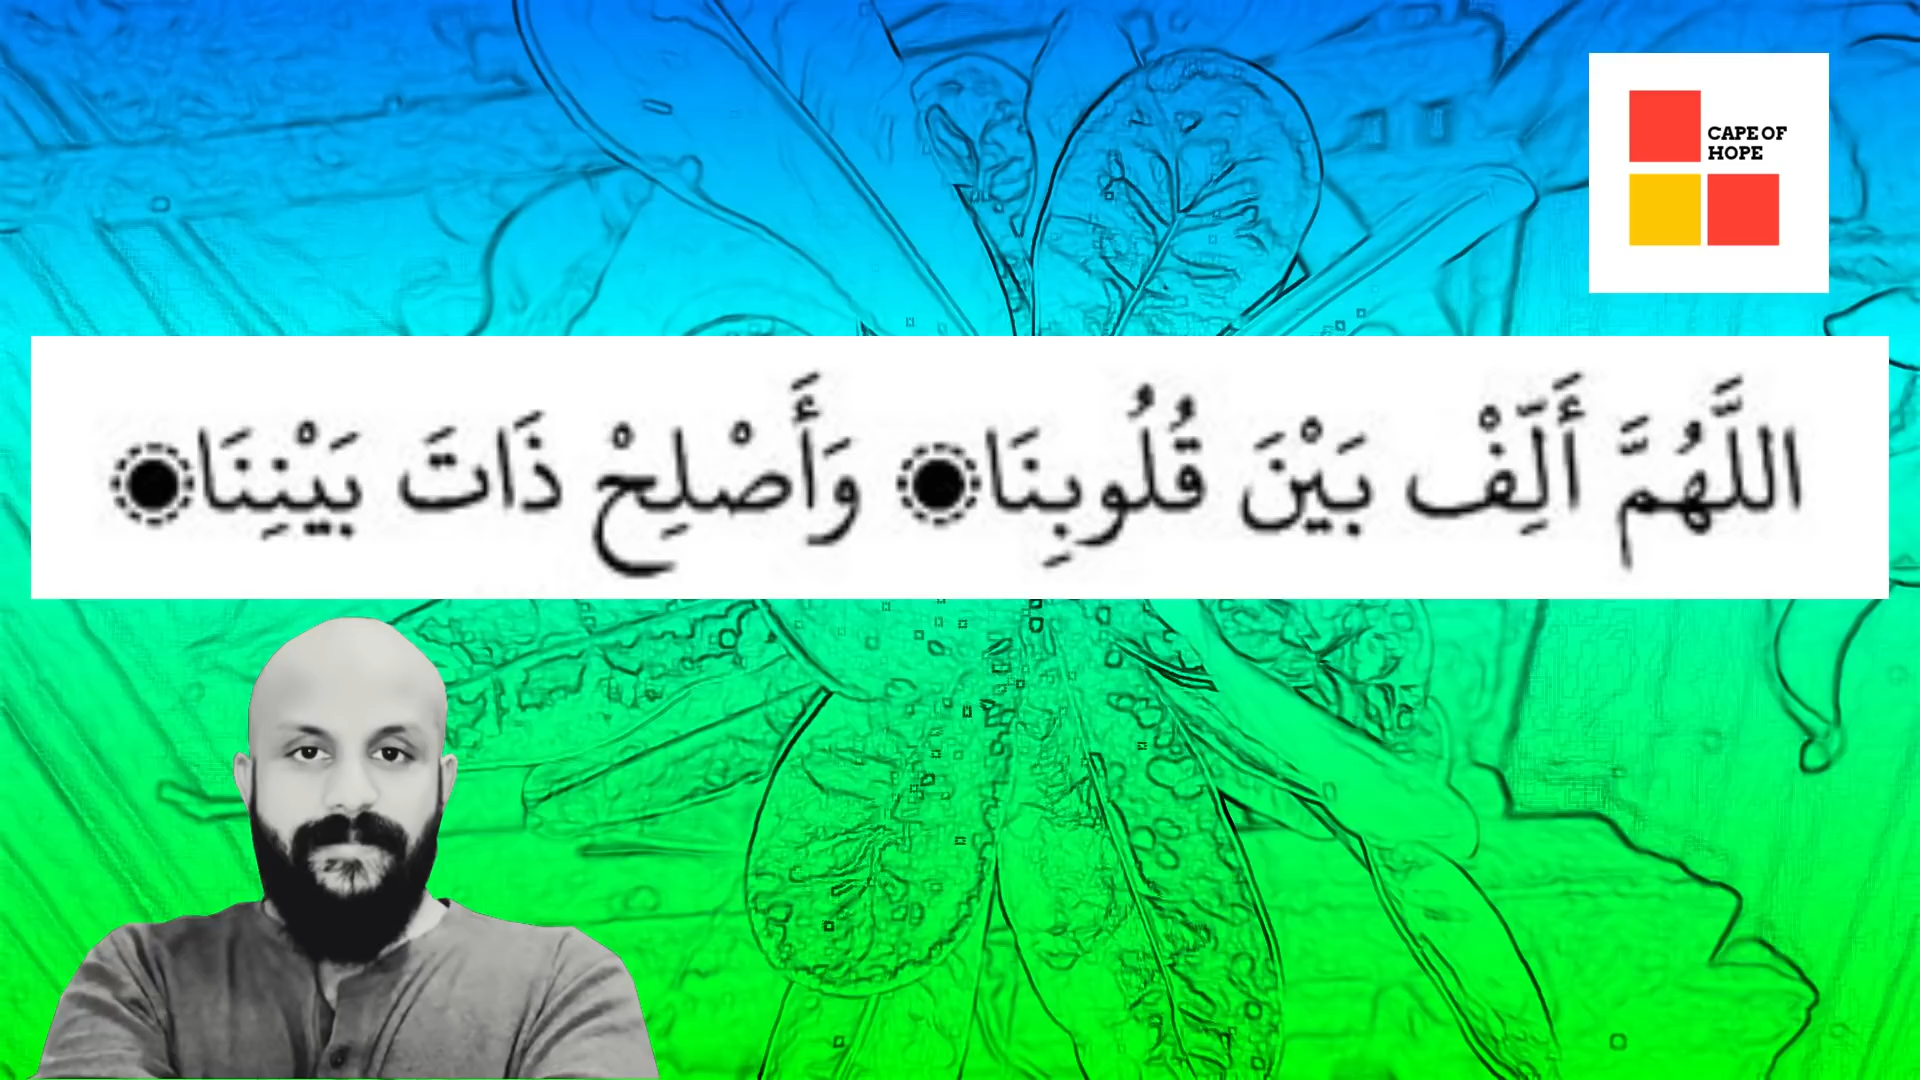 CAPE OF
HOPE
اللَّهُمَّ أَلِّفْ بَيْنَ قُلُوبِنَا۝ وَأَصْلِحْ ذَاتَ بَيْنِنَا۝